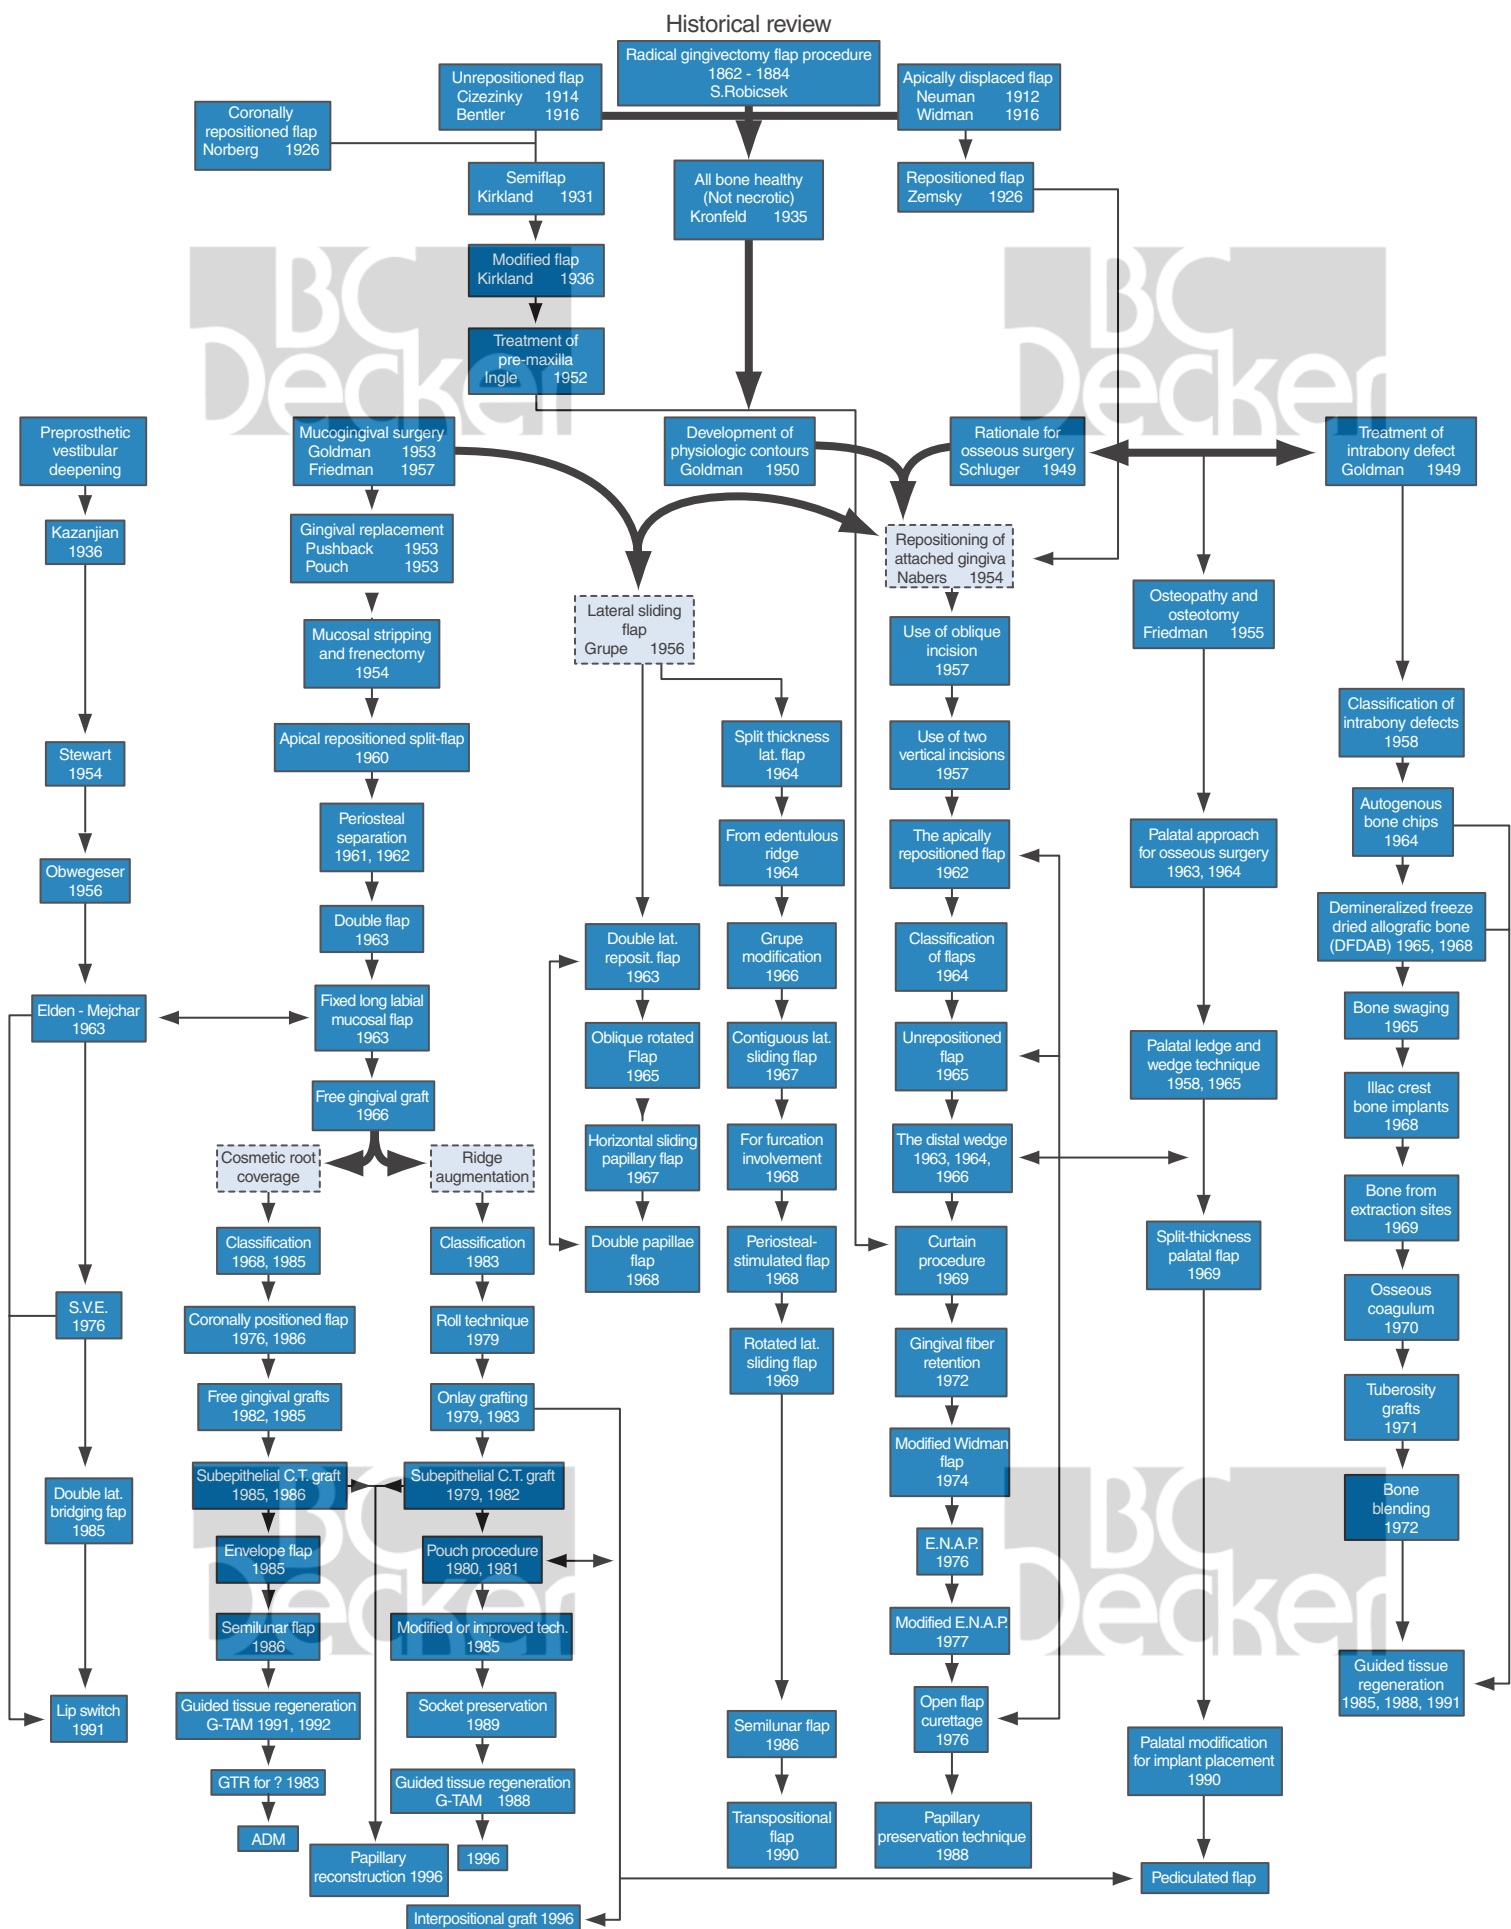 Historical review
Radical gingivectomy flap procedure
1862 - 1884
S.Robicsek
Unrepositioned flap
Cizezinky 1914
Bentler 1916
Apically displaced flap
Neuman 1912
Widman 1916
Coronally
repositioned flap
Norberg 1926
Semiflap
Kirkland 1931
All bone healthy
(Not necrotic)
Kronfeld 1935
Repositioned flap
Zemsky 1926
Modified flap
Kirkland 1936
Treatment of
pre-maxilla
Ingle 1952
BC
Decker
BC
Decker
Preprosthetic
vestibular
deepening
Kazanjian
1936
Stewart
1954
Obwegeser
1956
Elden - Mejchar
1963
S.V.E.
1976
Double lat.
bridging fap
1985
Lip switch
1991
Mucogingival surgery
Goldman 1953
Friedman 1957
Gingival replacement
Pushback 1953
Pouch 1953
Mucosal stripping
and frenectomy
1954
Apical repositioned split-flap
1960
Periosteal
separation
1961, 1962
Double flap
1963
Fixed long labial
mucosal flap
1963
Free gingival graft
1966
Cosmetic root
coverage
Classification
1968, 1985
Coronally positioned flap
1976, 1986
Free gingival grafts
1982, 1985
Subepithelial C.T. graft
1985, 1986
Envelope flap
1985
Semilunar flap
1986
Guided tissue regeneration
G-TAM 1991, 1992
GTR for ? 1983
ADM
Ridge
augmentation
Classification
1983
Roll technique
1979
Onlay grafting
1979, 1983
Subepithelial C.T. graft
1979, 1982
Pouch procedure
1980, 1981
Modified or improved tech.
1985
Socket preservation
1989
Guided tissue regeneration
G-TAM 1988
1996
Papillary
reconstruction 1996
Interpositional graft 1996
BC
Decker
Development of
physiologic contours
Goldman 1950
Lateral sliding
flap
Grupe 1956
Double lat.
reposit. flap
1963
Oblique rotated
Flap
1965
Horizontal sliding
papillary flap
1967
Double papillae
flap
1968
Split thickness
lat. flap
1964
From edentulous
ridge
1964
Grupe
modification
1966
Contiguous lat.
sliding flap
1967
For furcation
involvement
1968
Periosteal-
stimulated flap
1968
Rotated lat.
sliding flap
1969
Semilunar flap
1986
Transpositional
flap
1990
Rationale for
osseous surgery
Schluger 1949
Repositioning of
attached gingiva
Nabers 1954
Use of oblique
incision
1957
Use of two
vertical incisions
1957
The apically
repositioned flap
1962
Classification
of flaps
1964
Unrepositioned
flap
1965
The distal wedge
1963, 1964,
1966
Curtain
procedure
1969
Gingival fiber
retention
1972
Modified Widman
flap
1974
E.N.A.P.
1976
Modified E.N.A.P.
1977
Open flap
curettage
1976
Papillary
preservation technique
1988
Osteopathy and
osteotomy
Friedman 1955
Palatal approach
for osseous surgery
1963, 1964
Palatal ledge and
wedge technique
1958, 1965
Split-thickness
palatal flap
1969
Palatal modification
for implant placement
1990
Pediculated flap
Treatment of
intrabony defect
Goldman 1949
Classification of
intrabony defects
1958
Autogenous
bone chips
1964
Demineralized freeze
dried allografic bone
(DFDAB) 1965, 1968
Bone swaging
1965
Illac crest
bone implants
1968
Bone from
extraction sites
1969
Osseous
coagulum
1970
Tuberosity
grafts
1971
Bone
blending
1972
Guided tissue
regeneration
1985, 1988, 1991
BC
Decker